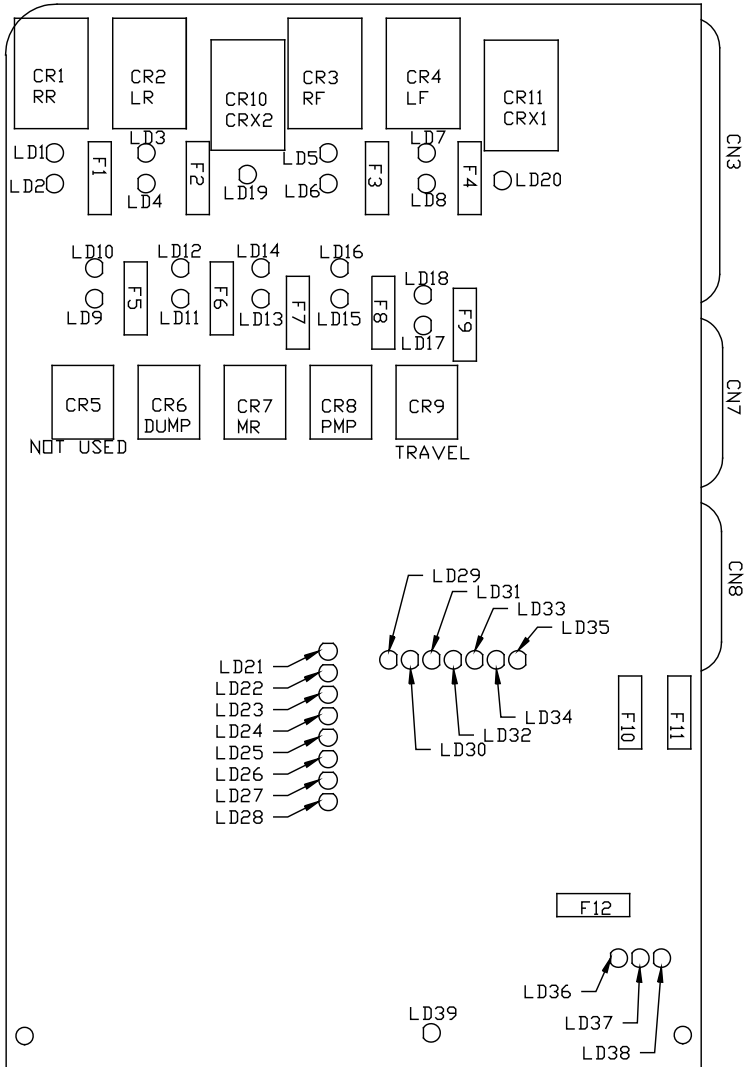 CR1
RR
CR2
LR
CR10
CRX2
CR3
RF
CR4
LF
CR11
CRX1
CN3
LD1
LD2
F1
LD3
LD4
F2
LD19
LD5
LD6
F3
LD7
LD8
F4
LD20
LD10
LD9
F5
LD12
LD11
F6
LD14
LD13
F7
LD16
LD15
F8
LD18
LD17
F9
CN7
CR5
NOT USED
CR6
DUMP
CR7
MR
CR8
PMP
CR9
TRAVEL
CN8
LD29
LD31
LD33
LD35
LD21
LD22
LD23
LD24
LD25
LD26
LD27
LD28
LD34
LD32
LD30
F10
F11
F12
LD36
LD37
LD38
LD39